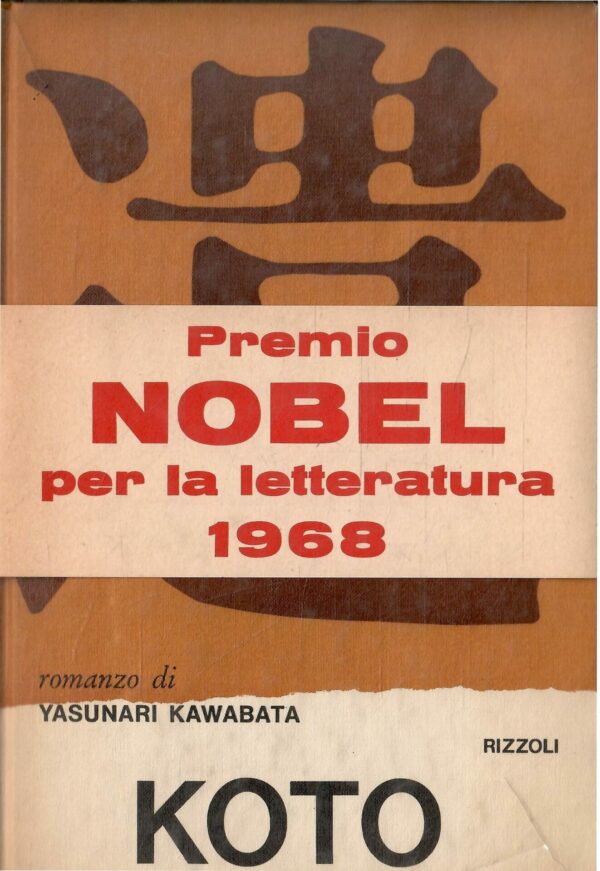 Premio
NOBEL
per la letteratura
1968
romanzo di
YASUNARI KAWABATA
RIZZOLI
KOTO